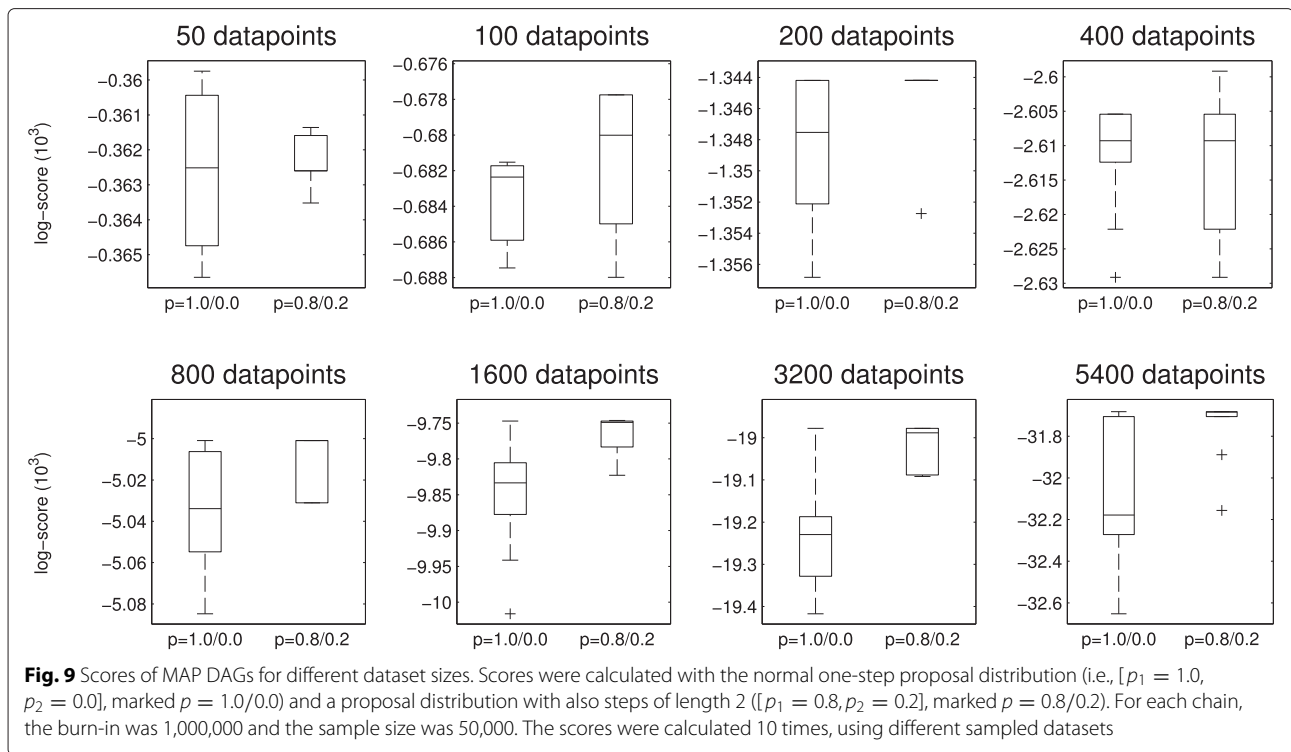 50 datapoints
−0.36
−0.361
−0.362
−0.363
−0.364
−0.365
log−score (10³)
p=1.0/0.0
p=0.8/0.2
100 datapoints
−0.676
−0.678
−0.68
−0.682
−0.684
−0.686
−0.688
p=1.0/0.0
p=0.8/0.2
200 datapoints
−1.344
−1.346
−1.348
−1.35
−1.352
−1.354
−1.356
p=1.0/0.0
p=0.8/0.2
400 datapoints
−2.6
−2.605
−2.61
−2.615
−2.62
−2.625
−2.63
p=1.0/0.0
p=0.8/0.2
800 datapoints
−5
−5.02
−5.04
−5.06
−5.08
log−score (10³)
p=1.0/0.0
p=0.8/0.2
1600 datapoints
−9.75
−9.8
−9.85
−9.9
−9.95
−10
p=1.0/0.0
p=0.8/0.2
3200 datapoints
−19
−19.1
−19.2
−19.3
−19.4
p=1.0/0.0
p=0.8/0.2
5400 datapoints
−31.8
−32
−32.2
−32.4
−32.6
p=1.0/0.0
p=0.8/0.2
Fig. 9 Scores of MAP DAGs for different dataset sizes. Scores were calculated with the normal one-step proposal distribution (i.e., [p₁ = 1.0,
p₂ = 0.0], marked p = 1.0/0.0) and a proposal distribution with also steps of length 2 ([p₁ = 0.8, p₂ = 0.2], marked p = 0.8/0.2). For each chain,
the burn-in was 1,000,000 and the sample size was 50,000. The scores were calculated 10 times, using different sampled datasets